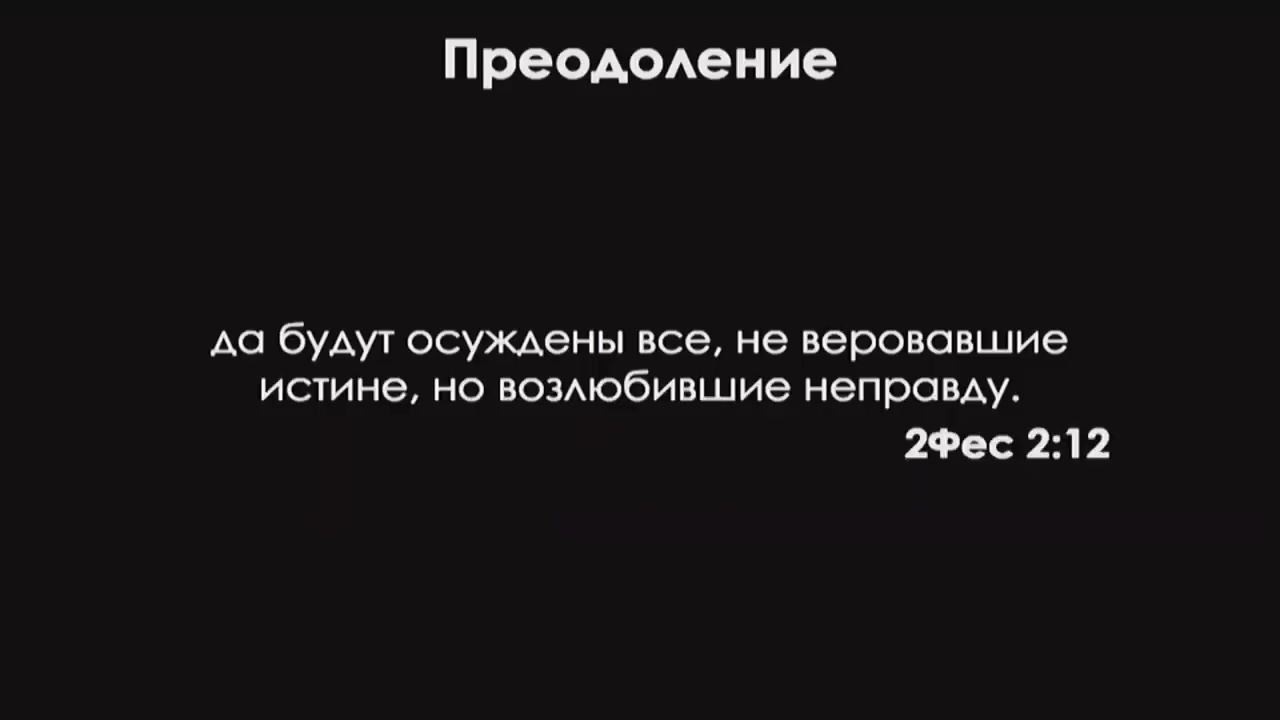 Преодоление
да будут осуждены все, не веровавшие
истине, но возлюбившие неправду.
2Фес 2:12